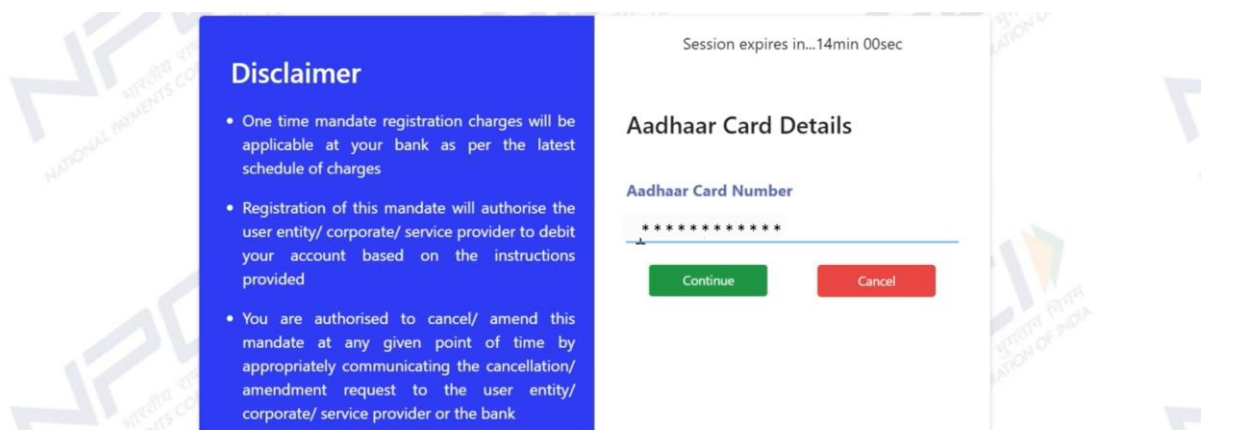 Disclaimer
• One time mandate registration charges will be
applicable at your bank as per the latest
schedule of charges
• Registration of this mandate will authorise the
user entity/ corporate/ service provider to debit
your account based on the instructions
provided
• You are authorised to cancel/ amend this
mandate at any given point of time by
appropriately communicating the cancellation/
amendment request to the user entity/
corporate/ service provider or the bank
Session expires in...14min 00sec
Aadhaar Card Details
Aadhaar Card Number
************
Continue
Cancel